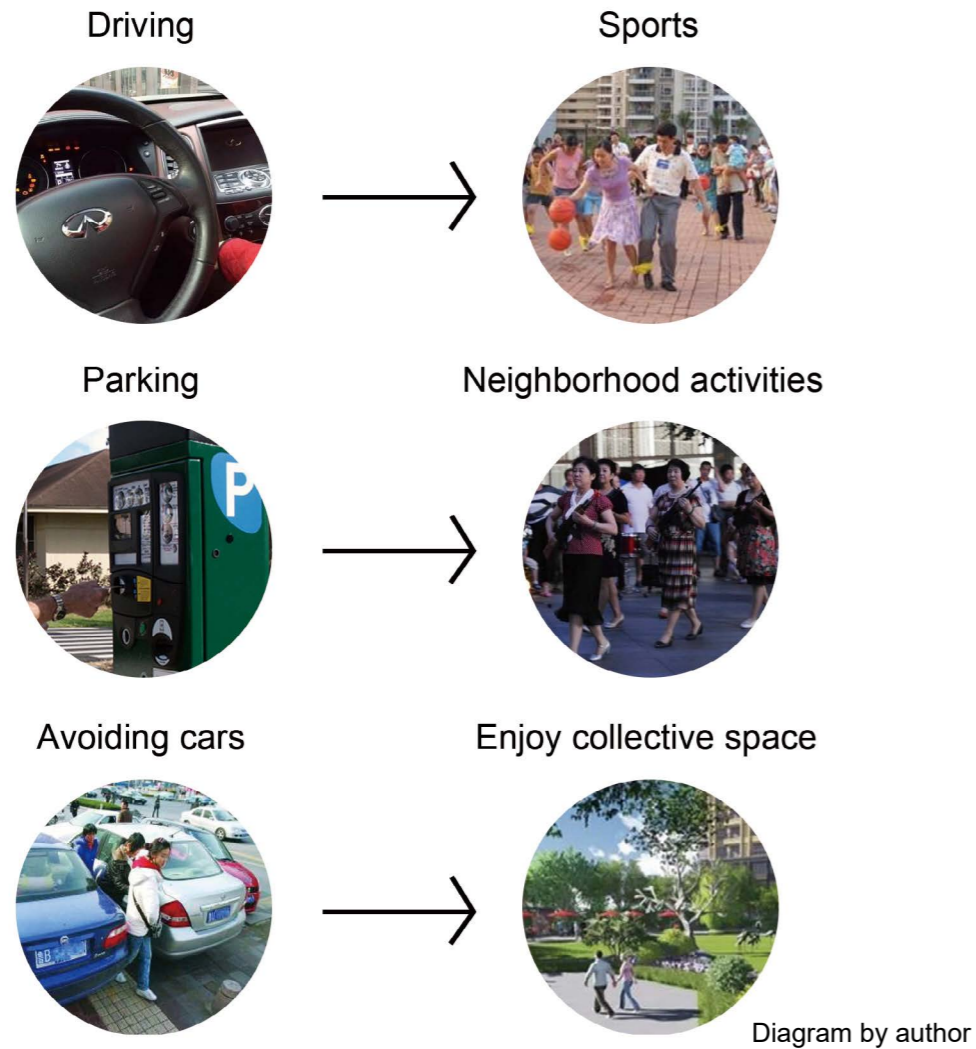 Driving
Sports
Parking
Neighborhood activities
P
Avoiding cars
Enjoy collective space
Diagram by author